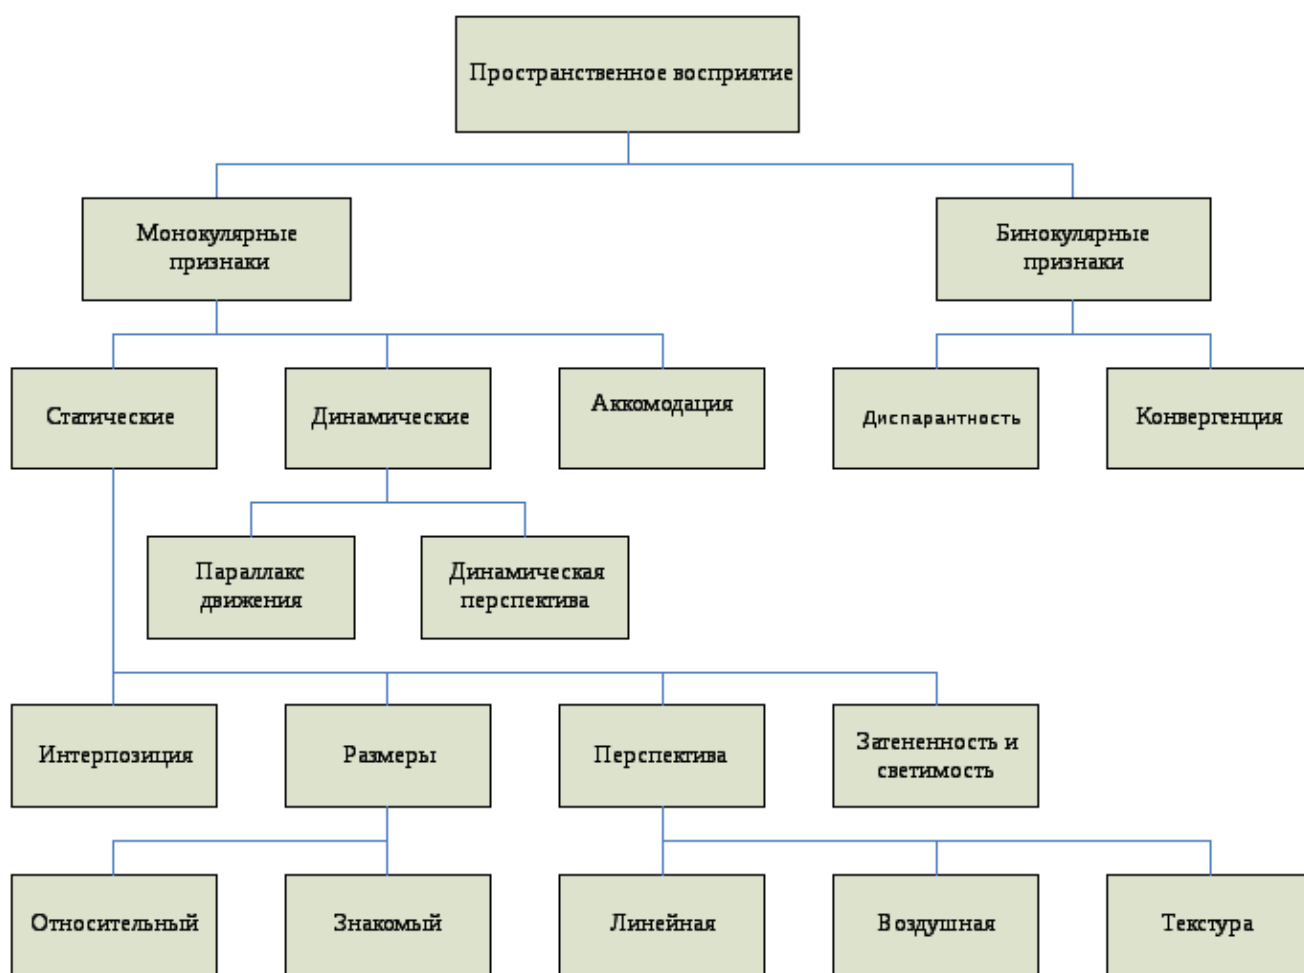 Пространственное восприятие
Монокулярные
признаки
Бинокулярные
признаки
Статические
Динамические
Аккомодация
Диспарантность
Конвергенция
Параллакс
движения
Динамическая
перспектива
Интерпозиция
Размеры
Перспектива
Затененность и
светимость
Относительный
Знакомый
Линейная
Воздушная
Текстура